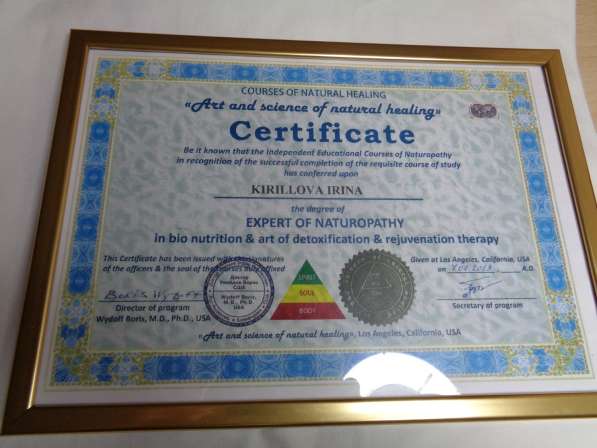 COURSES OF NATURAL HEALING
«Art and science of natural healing»
Certificate
Be it known that the Independent Educational Courses of Naturopathy
in recognition of the successful completion of the requisite course of study
has conferred upon
KIRILLOVA IRINA
the degree of
EXPERT OF NATUROPATHY
in bio nutrition & art of detoxification & rejuvenation therapy
This Certificate has been issued with the signatures
of the officers & the seal of the courses duly affixed
Given at Los Angeles, California, USA
on A.D.
Director of program
Wydoff Boris, M.D., Ph.D., USA
Wydoff Boris,
M.D., Ph.D
USA
SPIRIT
SOUL
BODY
Secretary of program
«Art and science of natural healing», Los Angeles, California, USA